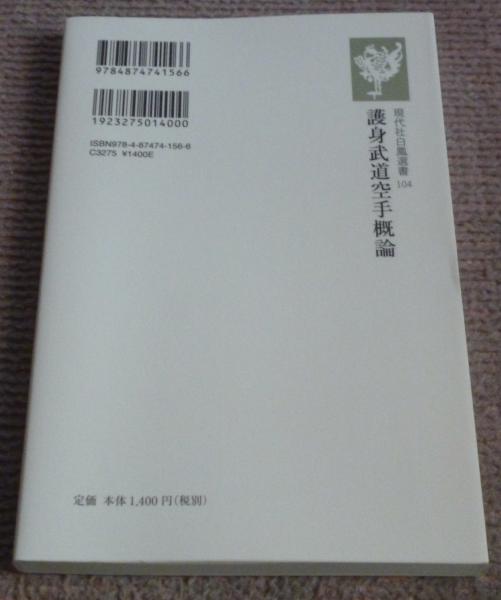 9784874741566
1923275014000
ISBN978-4-87474-156-6
C3275 ¥1400E
現代社白鳳選書 104
護身武道空手概論
定価 本体1,400円(税別)